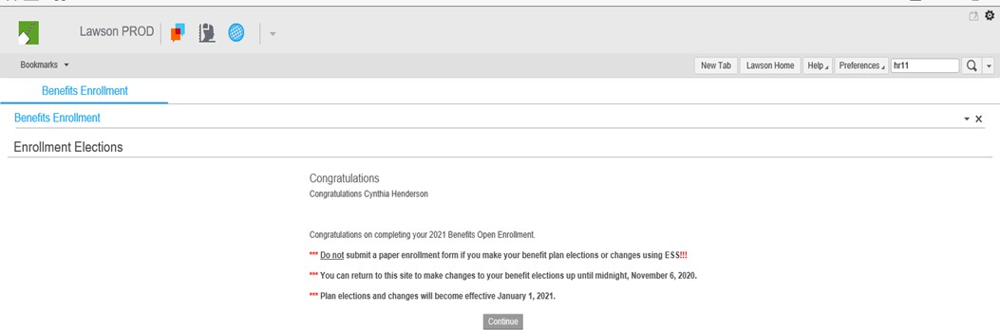 Lawson PROD
Bookmarks
New Tab Lawson Home Help Preferences hr11
Benefits Enrollment
Benefits Enrollment
Enrollment Elections
Congratulations
Congratulations Cynthia Henderson
Congratulations on completing your 2021 Benefits Open Enrollment.
*** Do not submit a paper enrollment form if you make your benefit plan elections or changes using ESS!!!
*** You can return to this site to make changes to your benefit elections up until midnight, November 6, 2020.
*** Plan elections and changes will become effective January 1, 2021.
Continue